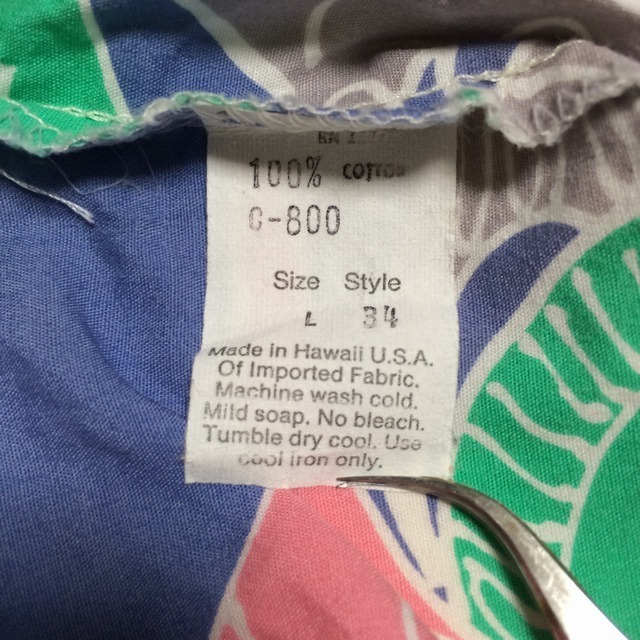 RN
100% COTTON
C-800
Size Style
L 34
Made in Hawaii U.S.A.
Of Imported Fabric.
Machine wash cold.
Mild soap. No bleach.
Tumble dry cool. Use
cool iron only.